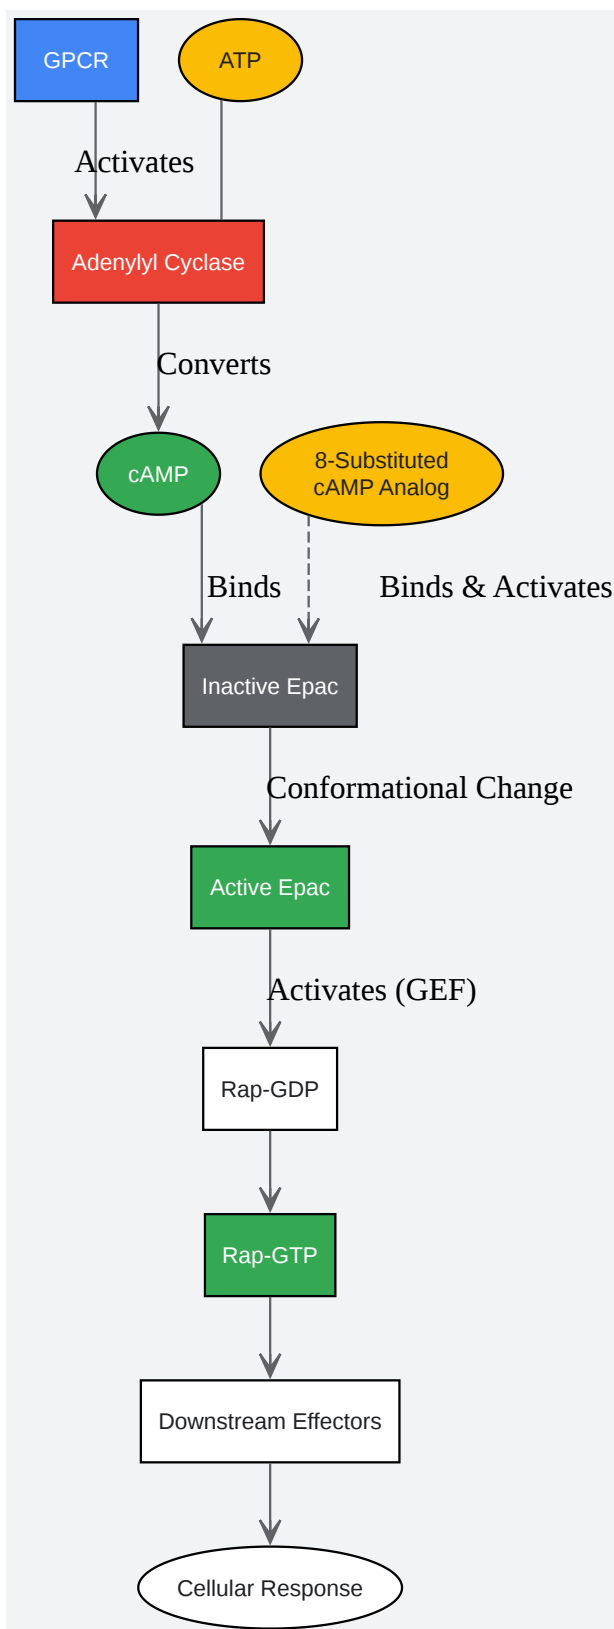 GPCR
ATP
Activates
Adenylyl Cyclase
Converts
cAMP
8-Substituted
cAMP Analog
Binds
Binds & Activates
Inactive Epac
Conformational Change
Active Epac
Activates (GEF)
Rap-GDP
Rap-GTP
Downstream Effectors
Cellular Response